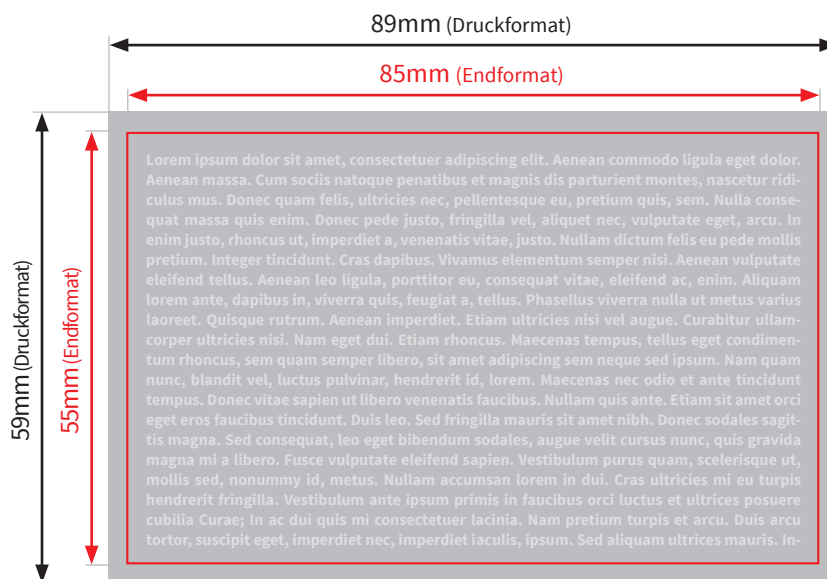 89mm (Druckformat)
85mm (Endformat)
59mm (Druckformat)
55mm (Endformat)
Lorem ipsum dolor sit amet, consectetuer adipiscing elit. Aenean commodo ligula eget dolor.
Aenean massa. Cum sociis natoque penatibus et magnis dis parturient montes, nascetur ridi-
culus mus. Donec quam felis, ultricies nec, pellentesque eu, pretium quis, sem. Nulla conse-
quat massa quis enim. Donec pede justo, fringilla vel, aliquet nec, vulputate eget, arcu. In
enim justo, rhoncus ut, imperdiet a, venenatis vitae, justo. Nullam dictum felis eu pede mollis
pretium. Integer tincidunt. Cras dapibus. Vivamus elementum semper nisi. Aenean vulputate
eleifend tellus. Aenean leo ligula, porttitor eu, consequat vitae, eleifend ac, enim. Aliquam
lorem ante, dapibus in, viverra quis, feugiat a, tellus. Phasellus viverra nulla ut metus varius
laoreet. Quisque rutrum. Aenean imperdiet. Etiam ultricies nisi vel augue. Curabitur ullam-
corper ultricies nisi. Nam eget dui. Etiam rhoncus. Maecenas tempus, tellus eget condimen-
tum rhoncus, sem quam semper libero, sit amet adipiscing sem neque sed ipsum. Nam quam
nunc, blandit vel, luctus pulvinar, hendrerit id, lorem. Maecenas nec odio et ante tincidunt
tempus. Donec vitae sapien ut libero venenatis faucibus. Nullam quis ante. Etiam sit amet orci
eget eros faucibus tincidunt. Duis leo. Sed fringilla mauris sit amet nibh. Donec sodales sagit-
tis magna. Sed consequat, leo eget bibendum sodales, augue velit cursus nunc, quis gravida
magna mi a libero. Fusce vulputate eleifend sapien. Vestibulum purus quam, scelerisque ut,
mollis sed, nonummy id, metus. Nullam accumsan lorem in dui. Cras ultricies mi eu turpis
hendrerit fringilla. Vestibulum ante ipsum primis in faucibus orci luctus et ultrices posuere
cubilia Curae; In ac dui quis mi consectetuer lacinia. Nam pretium turpis et arcu. Duis arcu
tortor, suscipit eget, imperdiet nec, imperdiet iaculis, ipsum. Sed aliquam ultrices mauris. In-